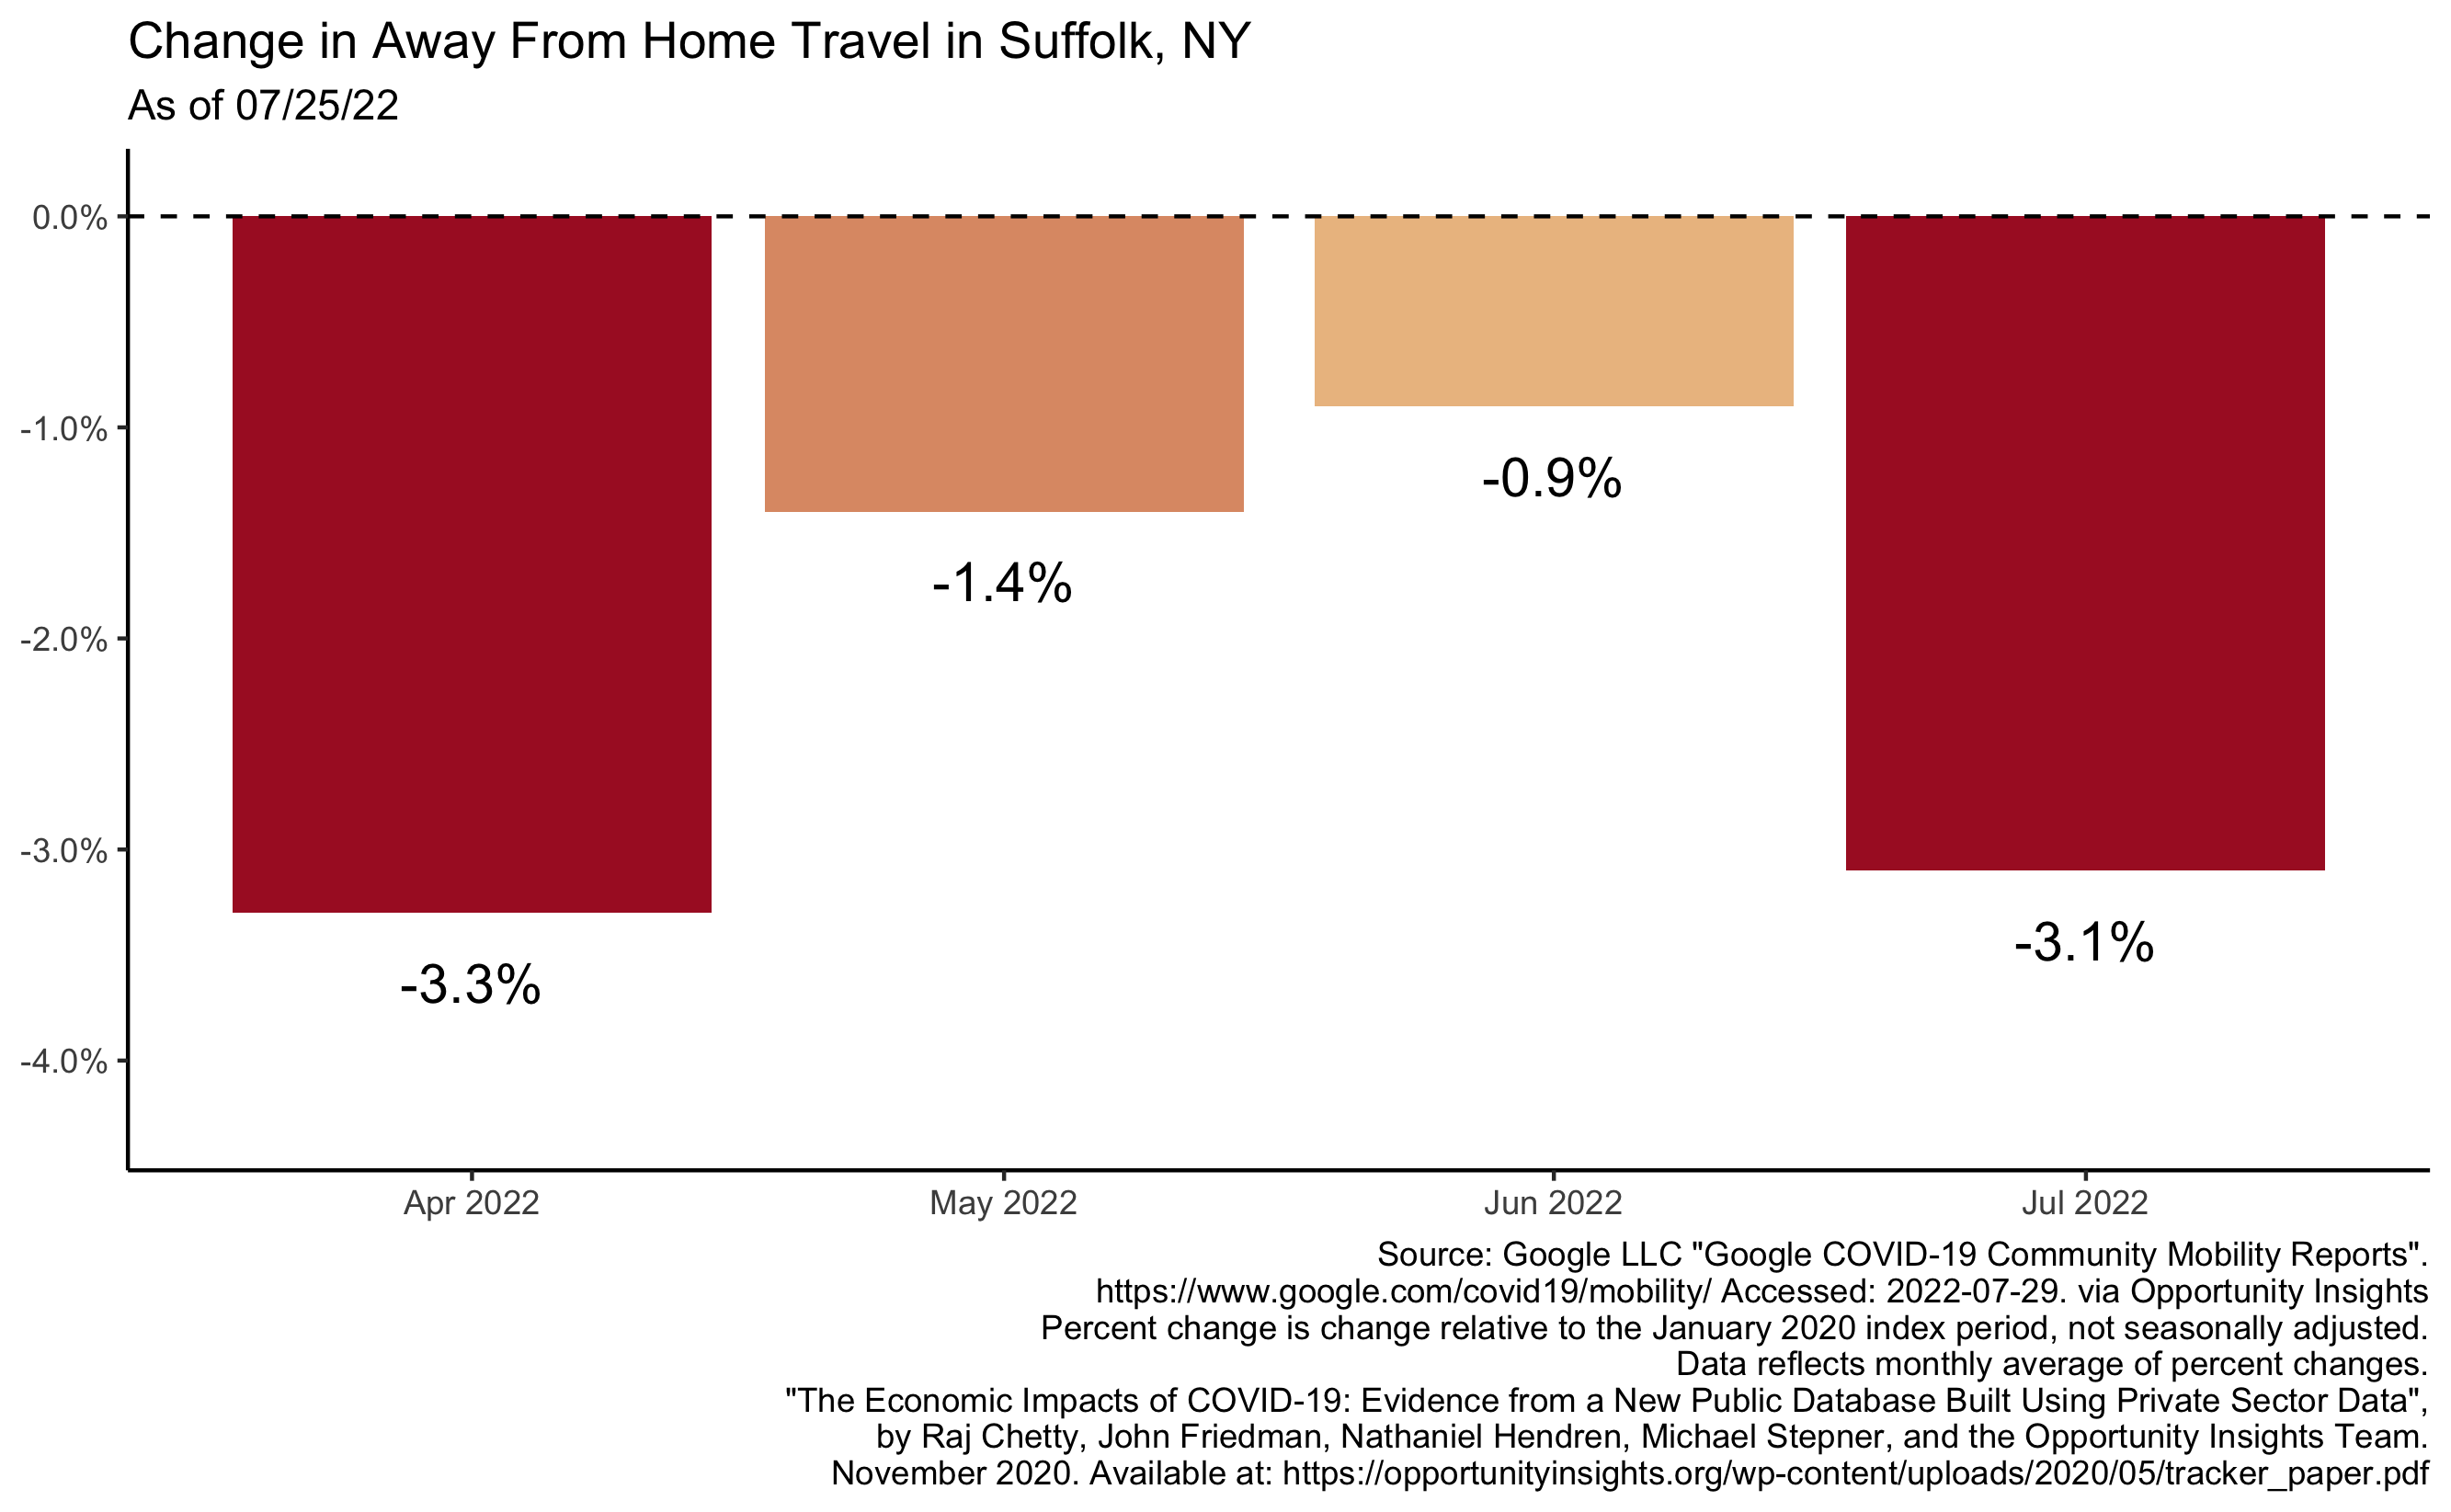 Change in Away From Home Travel in Suffolk, NY
As of 07/25/22
0.0%
-1.0%
-2.0%
-3.0%
-4.0%
-3.3%
-1.4%
-0.9%
-3.1%
Apr 2022
May 2022
Jun 2022
Jul 2022
Source: Google LLC "Google COVID-19 Community Mobility Reports".
https://www.google.com/covid19/mobility/ Accessed: 2022-07-29. via Opportunity Insights
Percent change is change relative to the January 2020 index period, not seasonally adjusted.
Data reflects monthly average of percent changes.
"The Economic Impacts of COVID-19: Evidence from a New Public Database Built Using Private Sector Data",
by Raj Chetty, John Friedman, Nathaniel Hendren, Michael Stepner, and the Opportunity Insights Team.
November 2020. Available at: https://opportunityinsights.org/wp-content/uploads/2020/05/tracker_paper.pdf